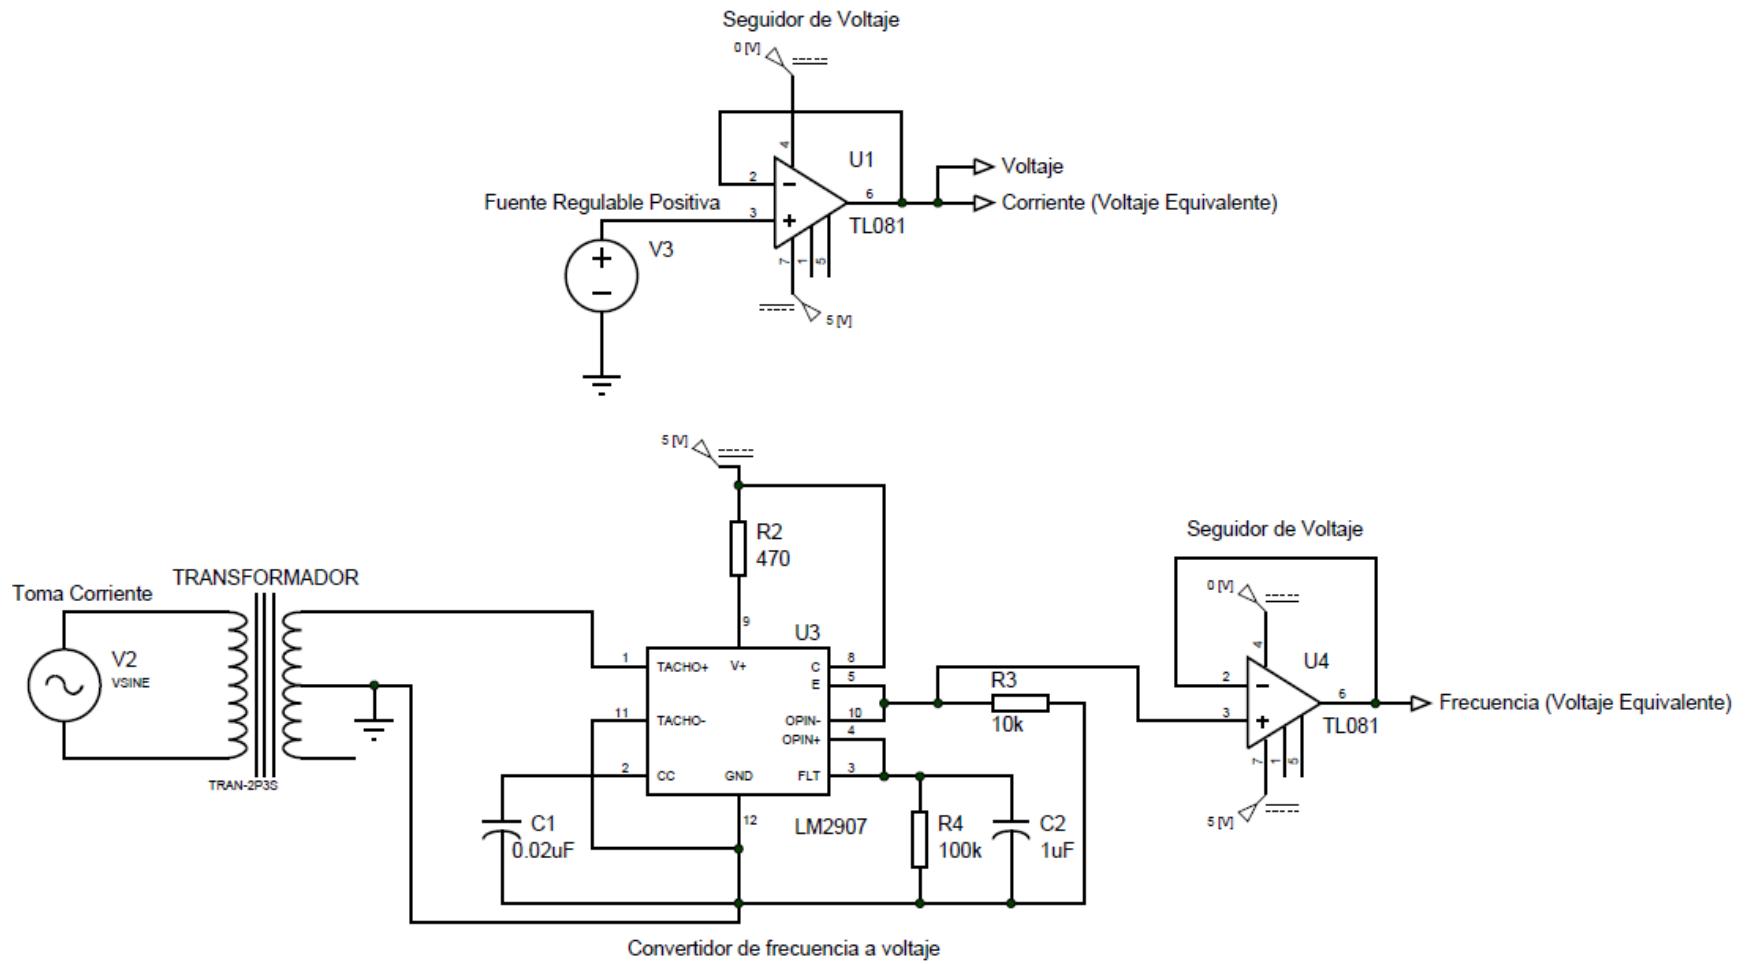 Seguidor de Voltaje
0 [V]
4
U1
2
6
Voltaje
Fuente Regulable Positiva
3
Corriente (Voltaje Equivalente)
TL081
V3
7
1
5
5 [V]
5 [V]
R2
470
Seguidor de Voltaje
TRANSFORMADOR
Toma Corriente
0 [V]
9
4
U3
V2
VSINE
1
TACHO+
V+
C
8
E
5
R3
10k
U4
2
6
Frecuencia (Voltaje Equivalente)
11
TACHO-
OPIN-
10
3
TL081
OPIN+
4
2
CC
GND
FLT
3
7
1
5
TRAN-2P3S
C1
0.02uF
12
LM2907
R4
100k
C2
1uF
5 [V]
Convertidor de frecuencia a voltaje